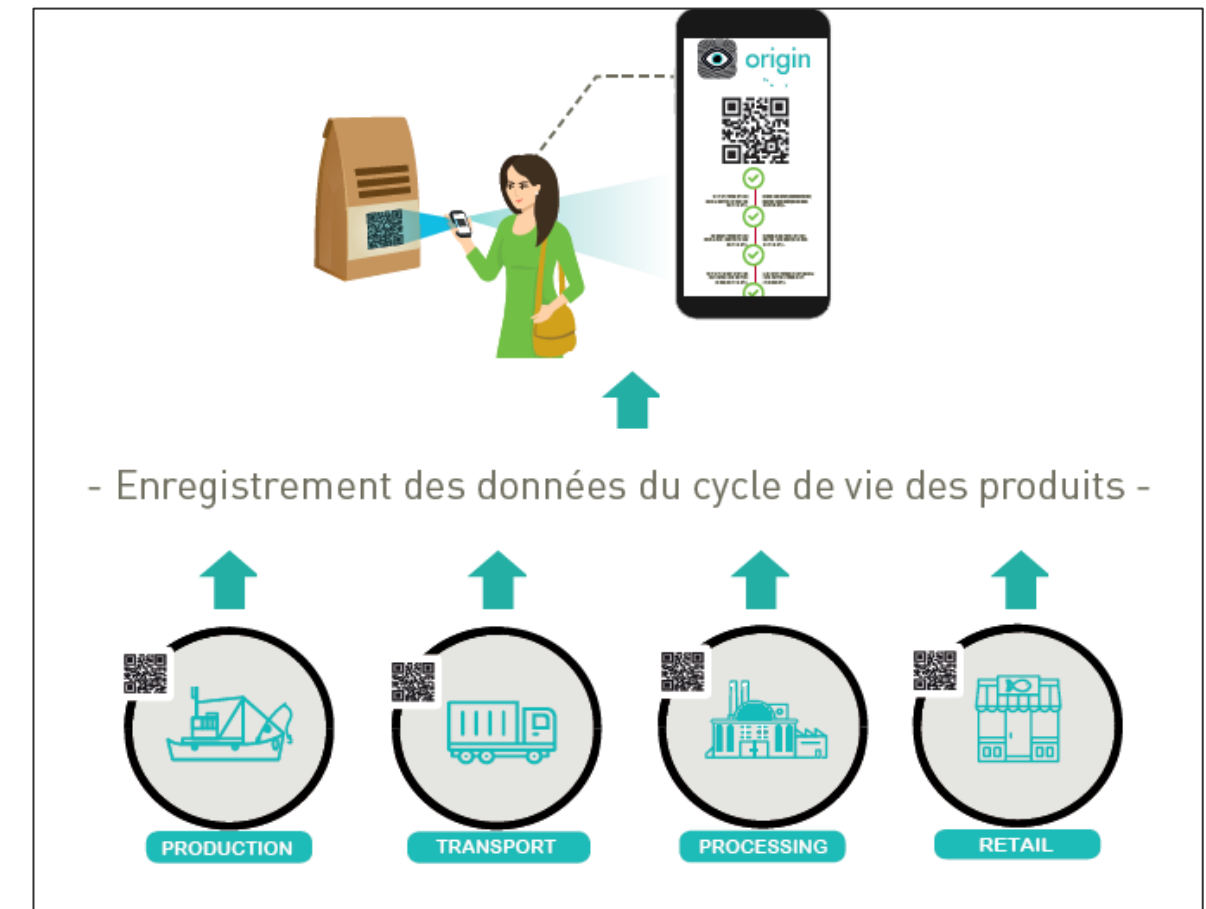 origin
- Enregistrement des données du cycle de vie des produits -
PRODUCTION
TRANSPORT
PROCESSING
RETAIL